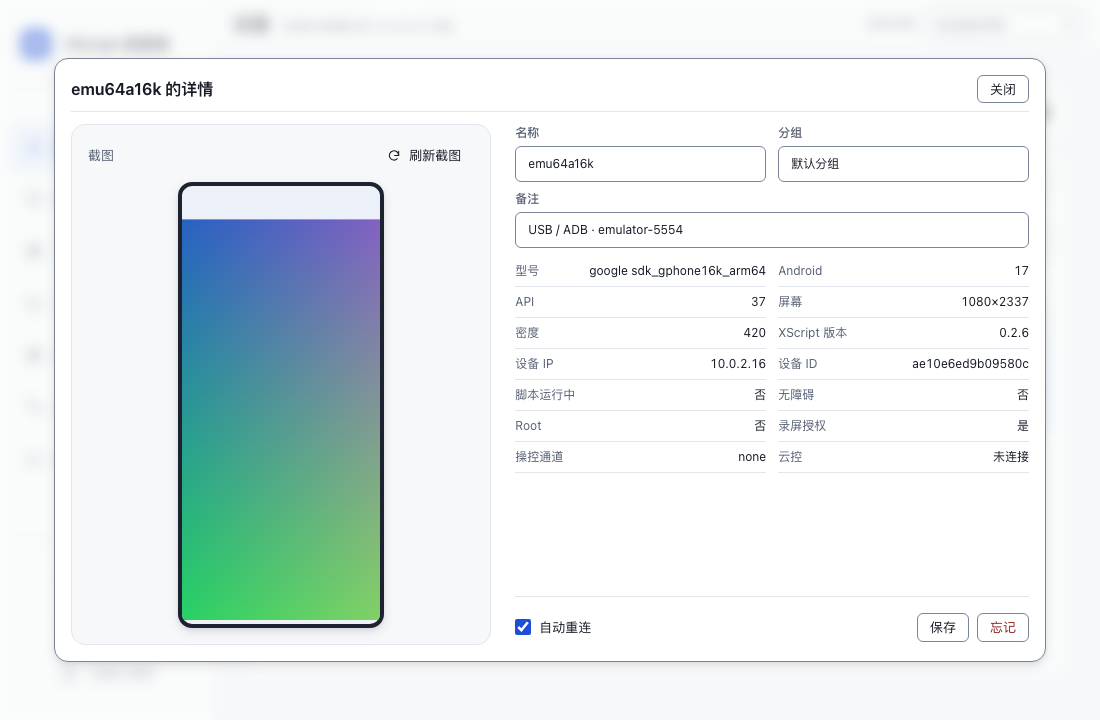 emu64a16k 的详情
关闭
截图
刷新截图
名称
分组
emu64a16k
默认分组
备注
USB / ADB · emulator-5554
型号 google sdk_gphone16k_arm64 Android 17
API 37 屏幕 1080×2337
密度 420 XScript 版本 0.2.6
设备 IP 10.0.2.16 设备 ID ae10e6ed9b09580c
脚本运行中 否 无障碍 否
Root 否 录屏授权 是
操控通道 none 云控 未连接
自动重连
保存 忘记